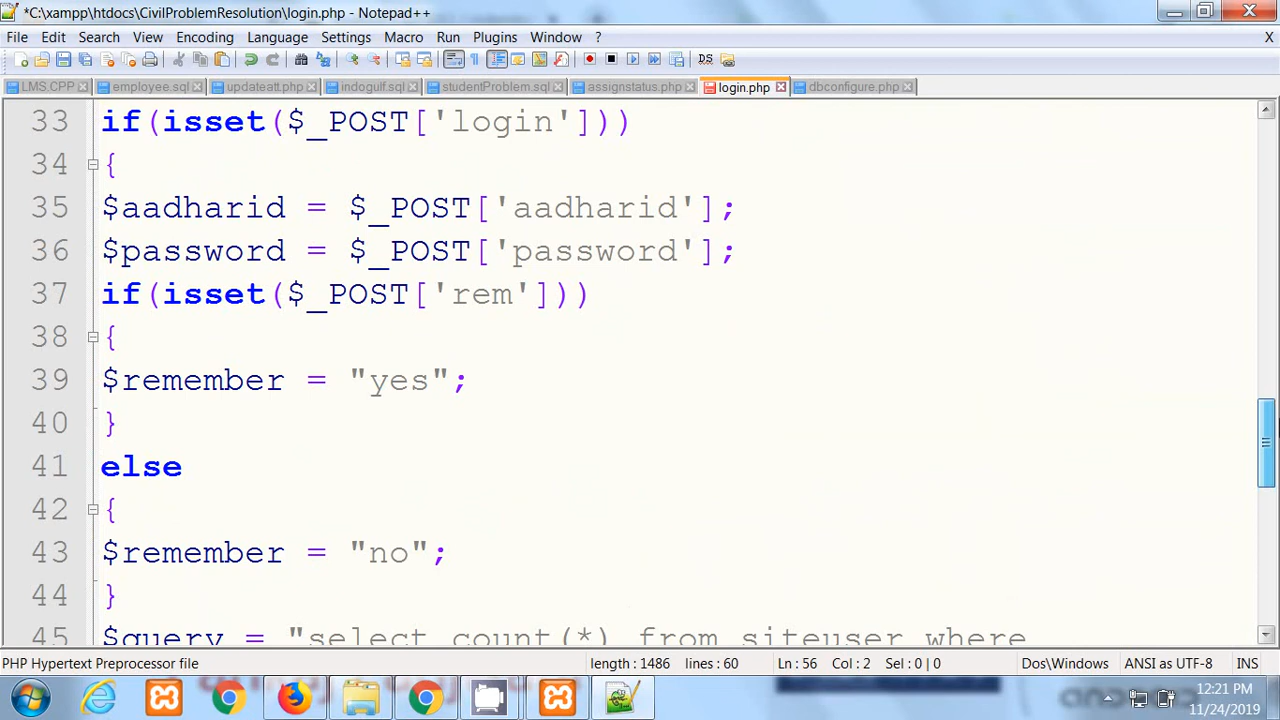 *C:\xampp\htdocs\CivilProblemResolution\login.php - Notepad++
File Edit Search View Encoding Language Settings Macro Run Plugins Window ? X
LMS.CPP employee.sql updateatt.php indogulf.sql studentProblem.sql assignstatus.php login.php dbconfigure.php
33 if(isset($_POST['login']))
34 {
35 $aadharid = $_POST['aadharid'];
36 $password = $_POST['password'];
37 if(isset($_POST['rem']))
38 {
39 $remember = "yes";
40 }
41 else
42 {
43 $remember = "no";
44 }
45 $query = "select count(*) from siteuser where
PHP Hypertext Preprocessor file length : 1486 lines : 60 Ln : 56 Col : 2 Sel : 0 | 0 Dos\Windows ANSI as UTF-8 INS
12:21 PM
11/24/2019